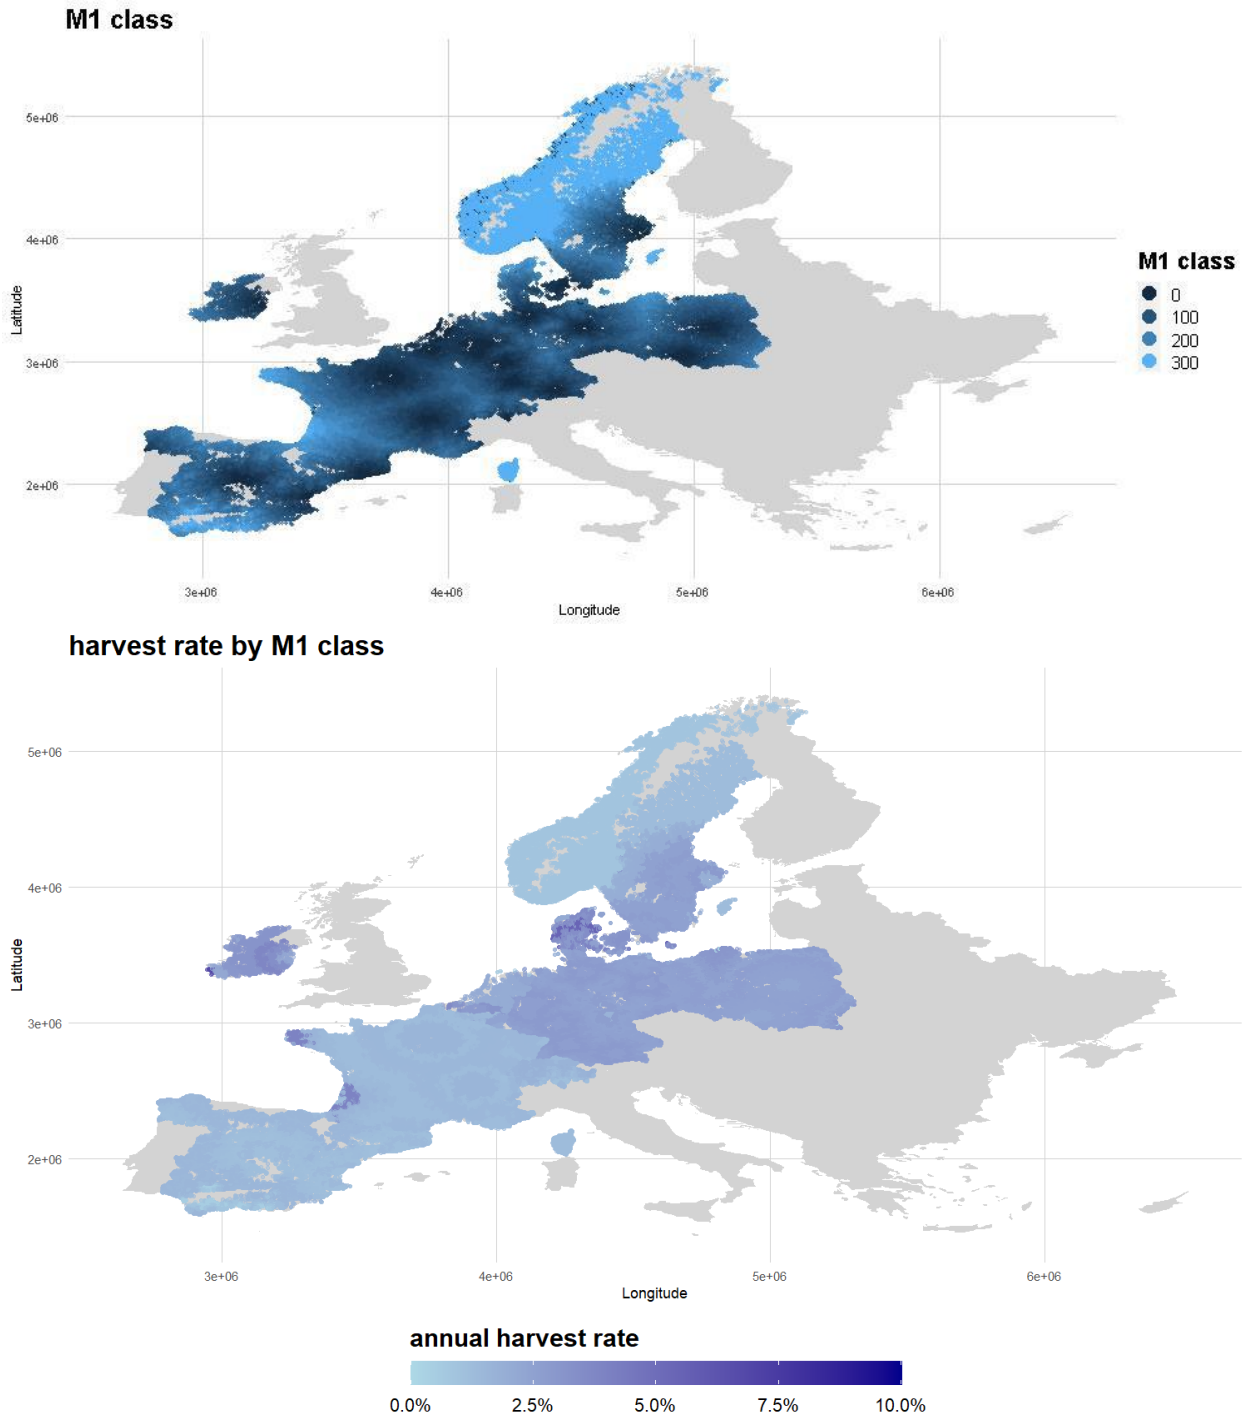 M1 class
5e+06
4e+06
3e+06
2e+06
Latitude
3e+06
4e+06
5e+06
6e+06
Longitude
M1 class
0
100
200
300
harvest rate by M1 class
5e+06
4e+06
3e+06
2e+06
Latitude
3e+06
4e+06
5e+06
6e+06
Longitude
annual harvest rate
0.0%
2.5%
5.0%
7.5%
10.0%